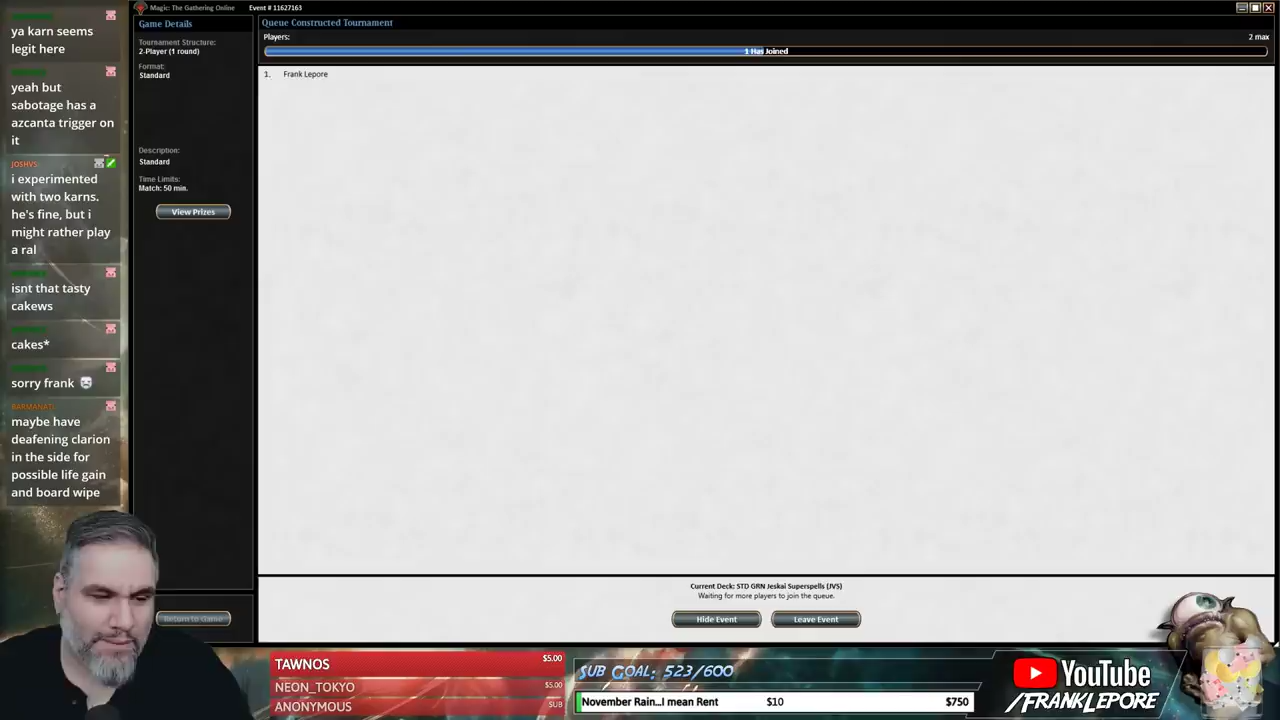 Magic: The Gathering Online
Event # 11627163
Game Details
Queue Constructed Tournament
Players:
2 max
1 Has Joined
Tournament Structure:
2-Player (1 round)
Format:
Standard
Description:
Standard
Time Limits:
Match: 50 min.
View Prizes
Return to Game
1. Frank Lepore
ya karn seems
legit here
yeah but
sabotage has a
azcanta trigger on
it
JOSHVS:
i experimented
with two karns.
he's fine, but i
might rather play
a ral
isnt that tasty
cakews
cakes*
sorry frank
maybe have
deafening clarion
in the side for
possible life gain
and board wipe
Current Deck: STD GRN Jeskai Superspells (JVS)
Waiting for more players to join the queue.
Hide Event
Leave Event
TAWNOS $5.00
NEON_TOKYO $5.00
ANONYMOUS SUB
SUB GOAL: 523/600
November Rain...I mean Rent $10 $750
YouTube
/FRANKLEPORE